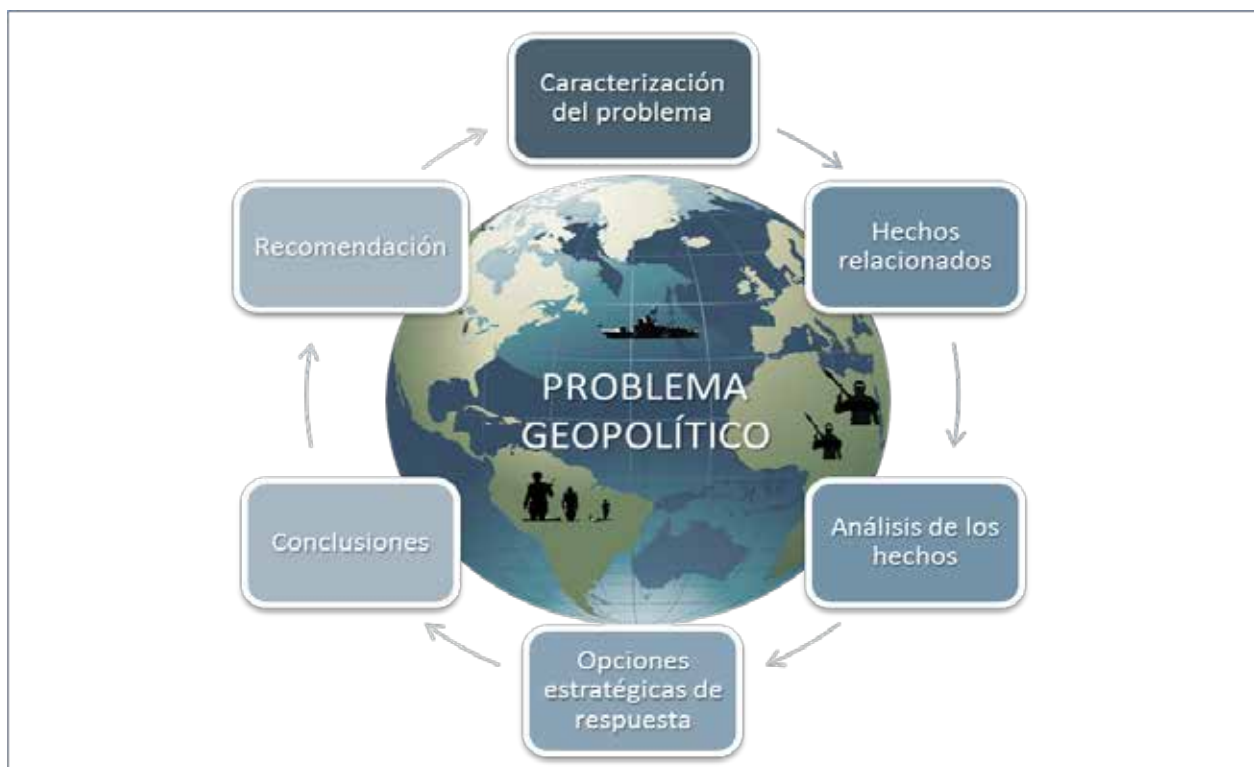 Caracterización
del problema
Hechos
relacionados
Análisis de los
hechos
Opciones
estratégicas de
respuesta
Conclusiones
Recomendación
PROBLEMA
GEOPOLÍTICO